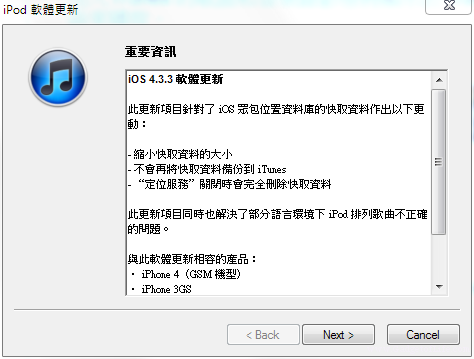 iPod 軟體更新
重要資訊
iOS 4.3.3 軟體更新
此更新項目針對了 iOS 眾包位置資料庫的快取資料作出以下更
動：
- 縮小快取資料的大小
- 不會再將快取資料備份到 iTunes
- “定位服務”關閉時會完全刪除快取資料
此更新項目同時也解決了部分語言環境下 iPod 排列歌曲不正確
的問題。
與此軟體更新相容的產品：
• iPhone 4（GSM 機型）
• iPhone 3GS
< Back
Next >
Cancel